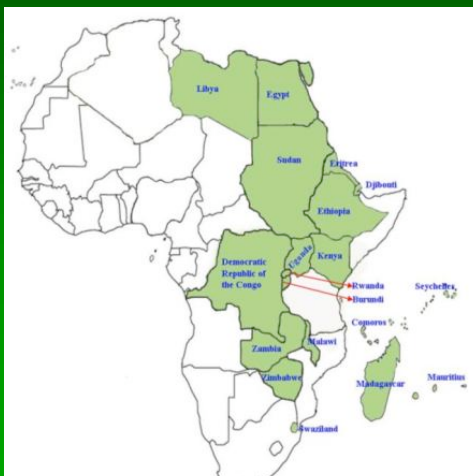 Libya
Egypt
Sudan
Eritrea
Djibouti
Ethiopia
Uganda
Kenya
Democratic
Republic of
the Congo
Rwanda
Burundi
Seychelles
Comoros
Malawi
Zambia
Zimbabwe
Madagascar
Mauritius
Swaziland